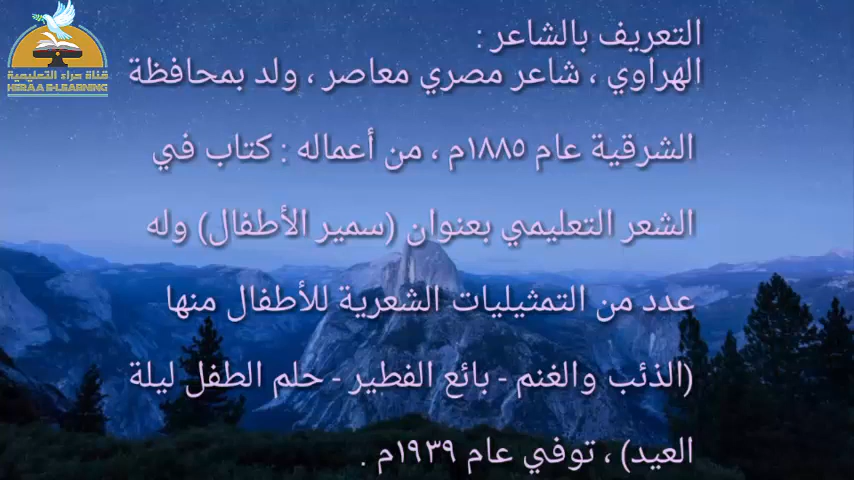 التعريف بالشاعر :
الهراوي ، شاعر مصري معاصر ، ولد بمحافظة
الشرقية عام ١٨٨٥م ، من أعماله : كتاب في
الشعر التعليمي بعنوان (سمير الأطفال) وله
عدد من التمثيليات الشعرية للأطفال منها
(الذئب والغنم - بائع الفطير - حلم الطفل ليلة
العيد) ، توفي عام ١٩٣٩م .
قناة حراء التعليمية
HERAA E-LEARNING